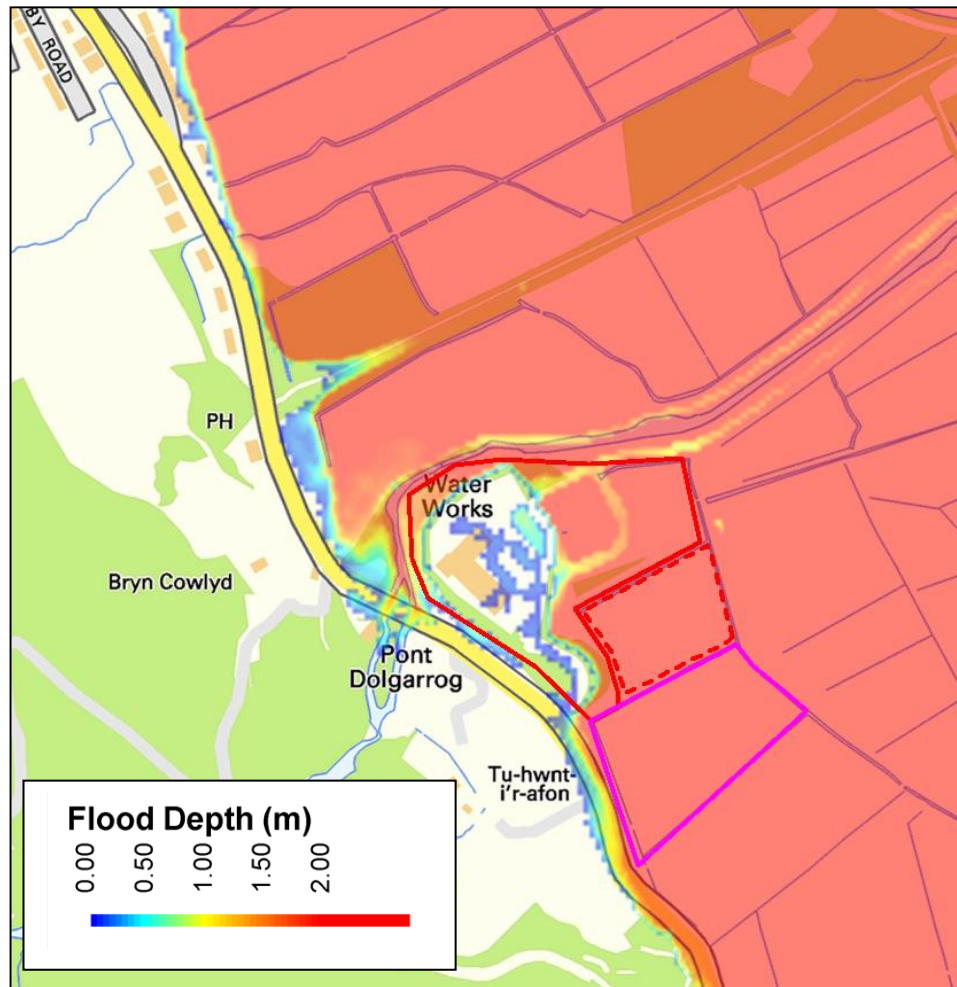 BY ROAD
PH
Water
Works
Bryn Cowlyd
Pont
Dolgarrog
Tu-hwnt-
i'r-afon
Flood Depth (m)
0.00 0.50 1.00 1.50 2.00